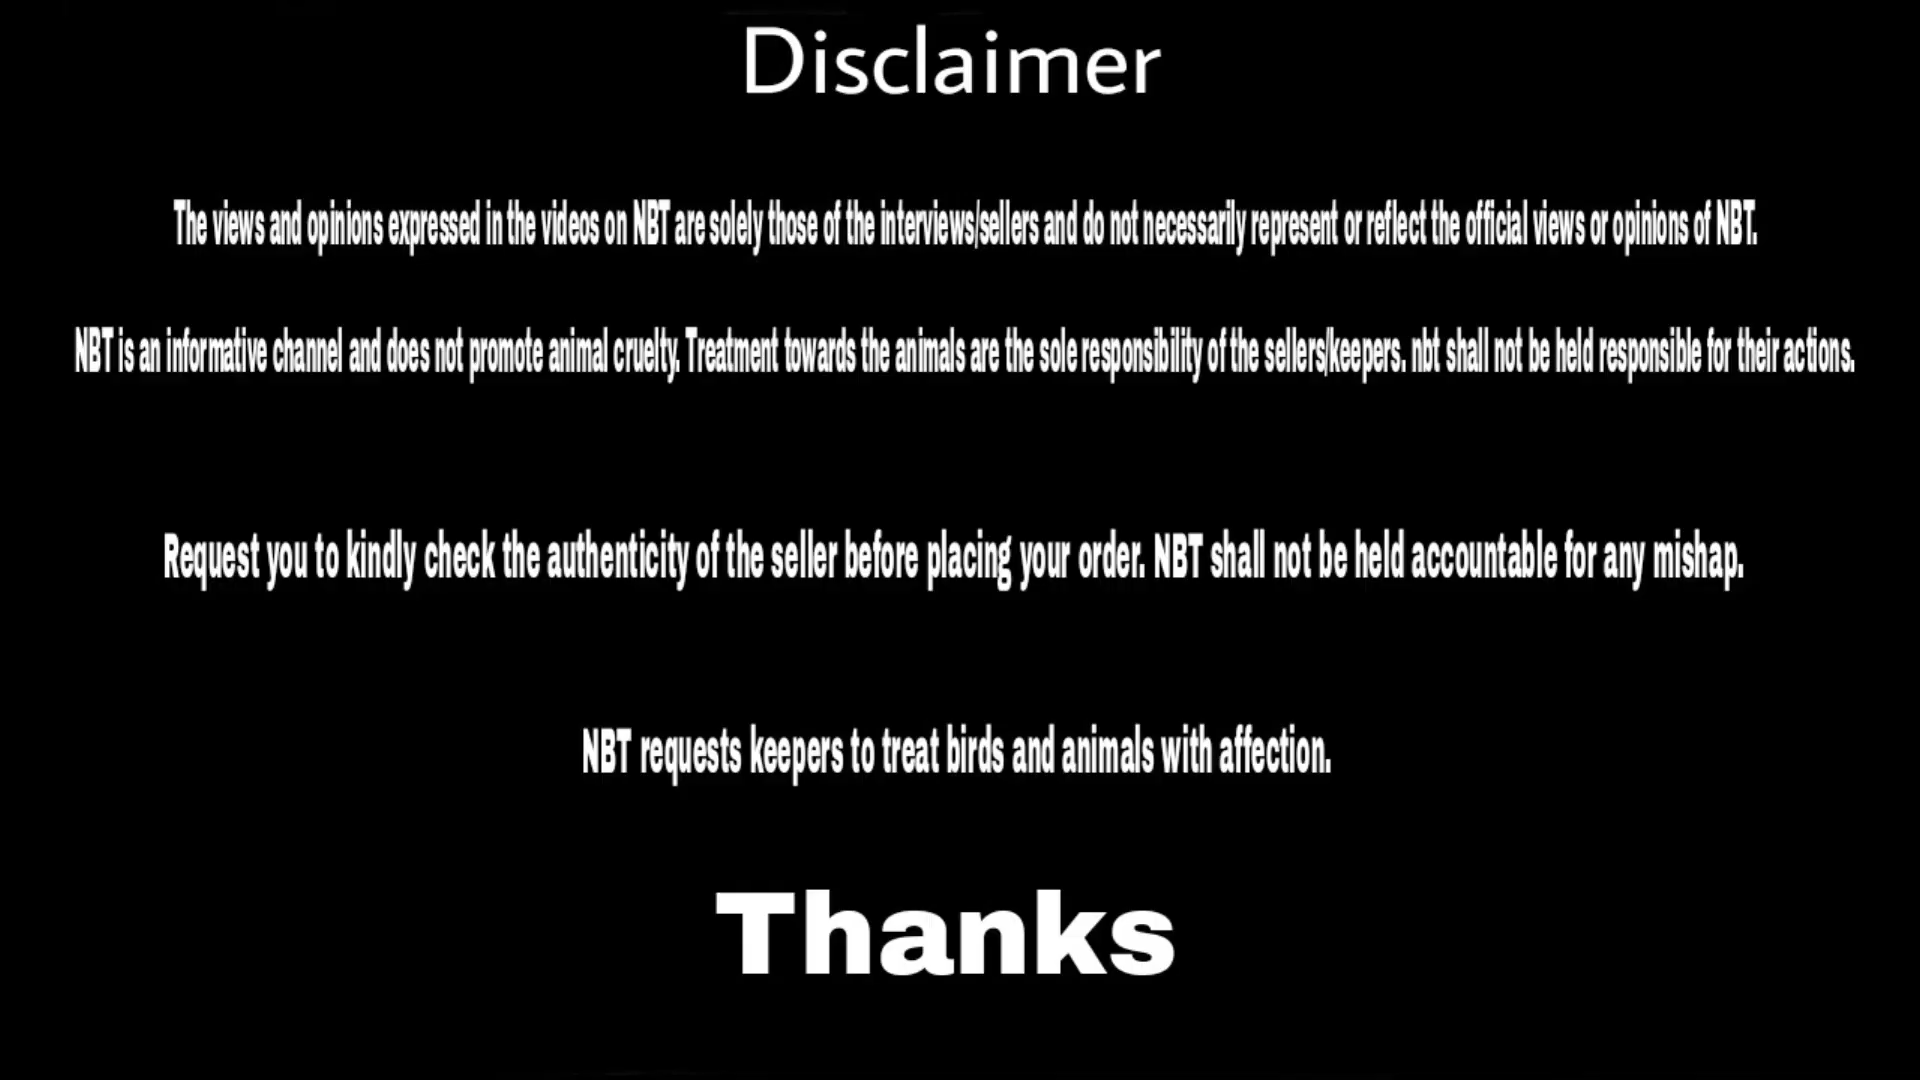 Disclaimer
The views and opinions expressed in the videos on NBT are solely those of the interviews/sellers and do not necessarily represent or reflect the official views or opinions of NBT.
NBT is an informative channel and does not promote animal cruelty. Treatment towards the animals are the sole responsibility of the sellers/keepers. nbt shall not be held responsible for their actions.
Request you to kindly check the authenticity of the seller before placing your order. NBT shall not be held accountable for any mishap.
NBT requests keepers to treat birds and animals with affection.
Thanks